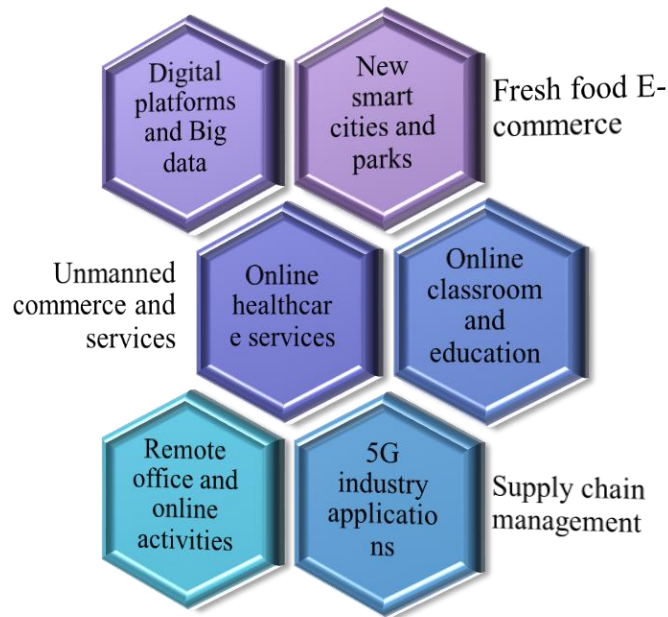 Digital
platforms
and Big
data
New
smart
cities and
parks
Fresh food E-
commerce
Unmanned
commerce and
services
Online
healthcar
e services
Online
classroom
and
education
Remote
office and
online
activities
5G
industry
applicatio
ns
Supply chain
management